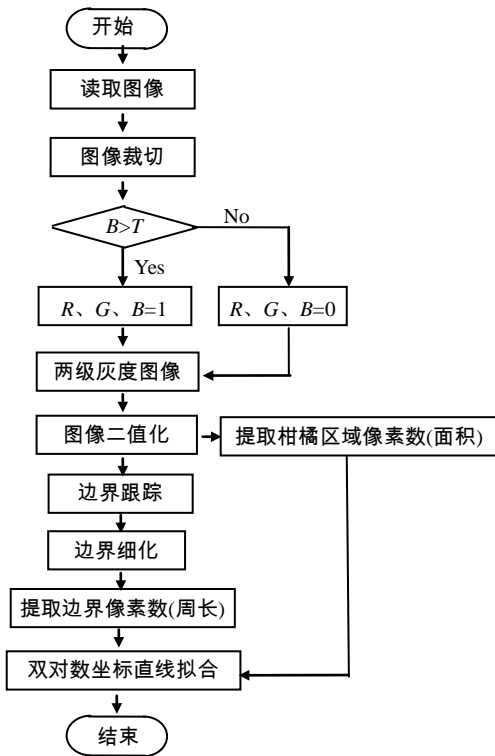 开始
读取图像
图像裁切
B>T
No
Yes
R、G、B=1
R、G、B=0
两级灰度图像
图像二值化
提取柑橘区域像素数(面积)
边界跟踪
边界细化
提取边界像素数(周长)
双对数坐标直线拟合
结束